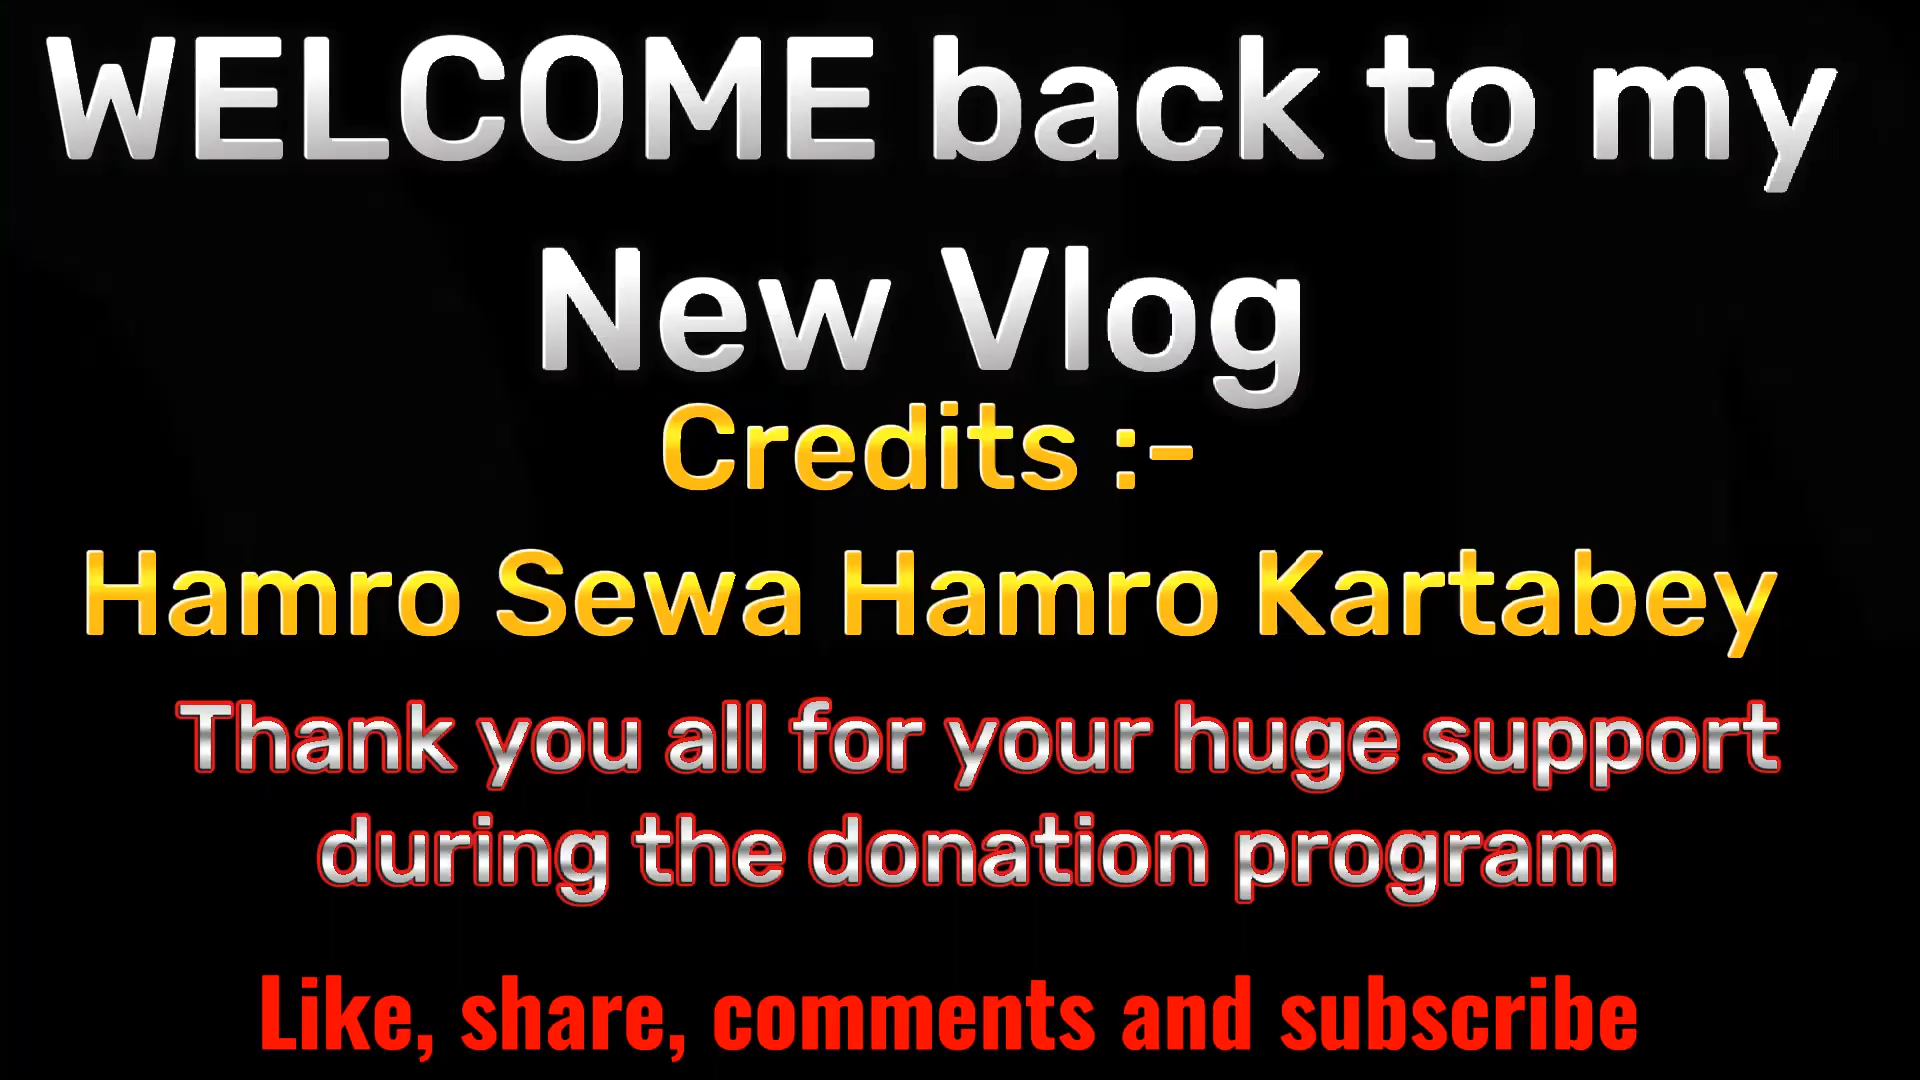 WELCOME back to my
New Vlog
Credits :-
Hamro Sewa Hamro Kartabey
Thank you all for your huge support
during the donation program
Like, share, comments and subscribe